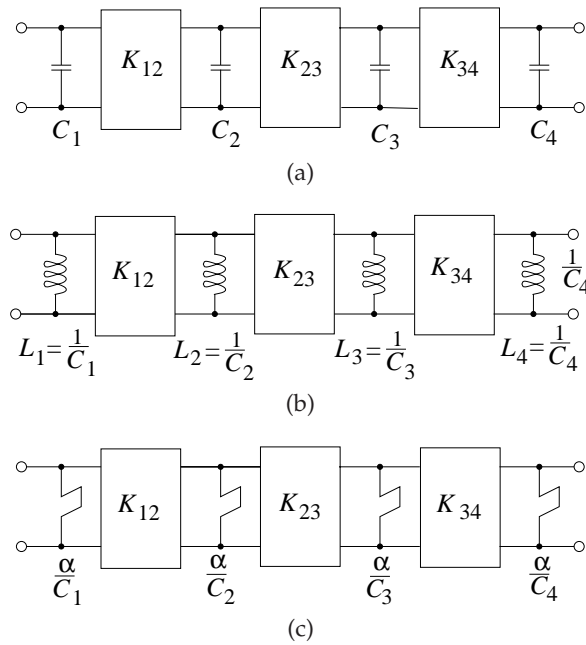 K12 K23 K34
C1 C2 C3 C4
(a)
K12 K23 K34
1/C4
L1=1/C1 L2=1/C2 L3=1/C3 L4=1/C4
(b)
K12 K23 K34
α/C1 α/C2 α/C3 α/C4
(c)